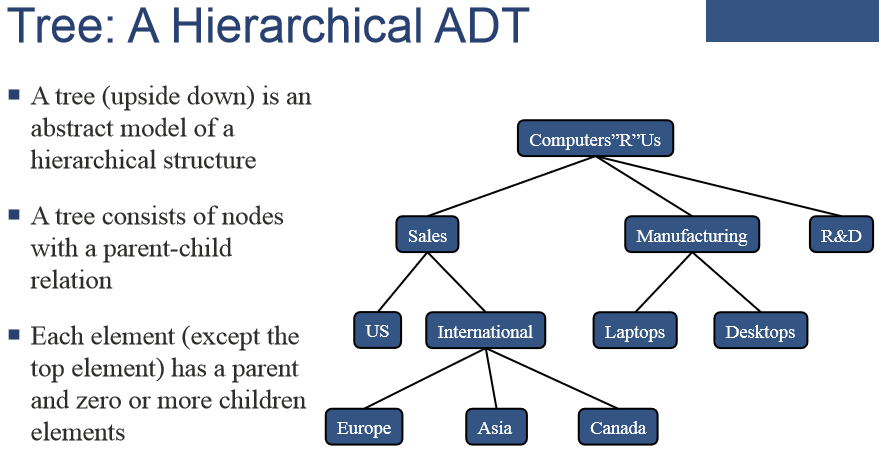 Tree: A Hierarchical ADT
▪ A tree (upside down) is an
abstract model of a
hierarchical structure
▪ A tree consists of nodes
with a parent-child
relation
▪ Each element (except the
top element) has a parent
and zero or more children
elements
Computers”R”Us
Sales Manufacturing R&D
US International Laptops Desktops
Europe Asia Canada